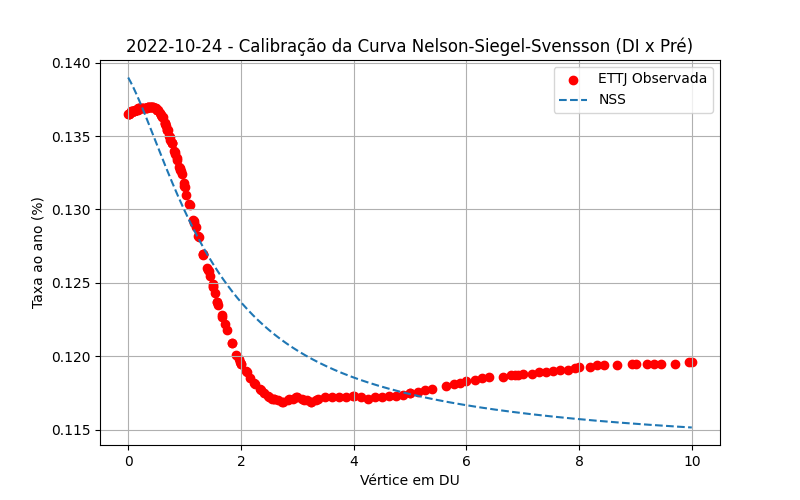 2022-10-24 - Calibração da Curva Nelson-Siegel-Svensson (DI x Pré)
ETTJ Observada
NSS
Taxa ao ano (%)
0.140
0.135
0.130
0.125
0.120
0.115
0
2
4
6
8
10
Vértice em DU